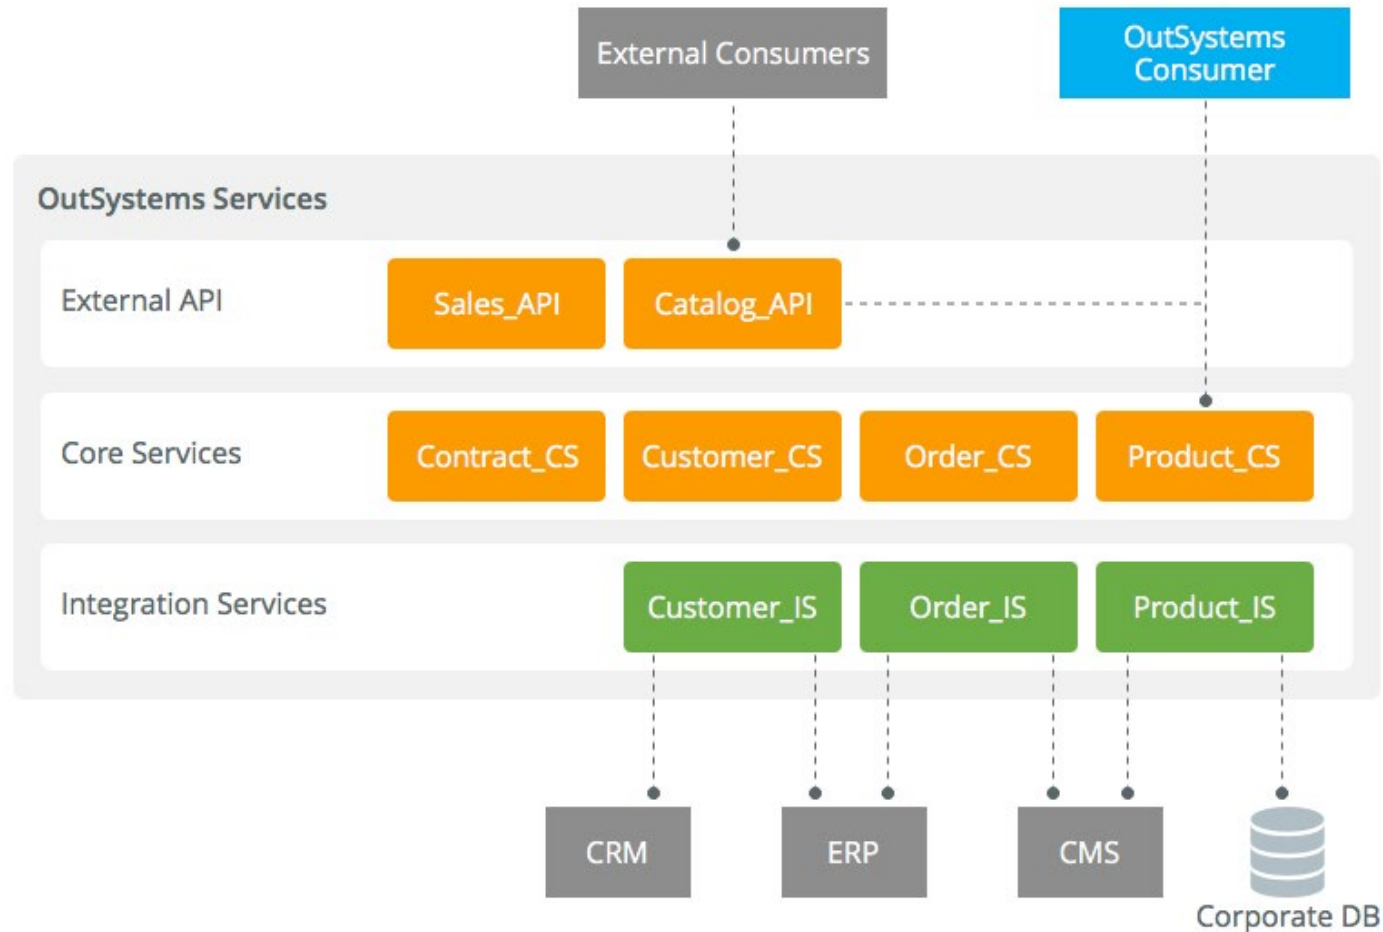 External Consumers
OutSystems
Consumer
OutSystems Services
External API
Sales_API
Catalog_API
Core Services
Contract_CS
Customer_CS
Order_CS
Product_CS
Integration Services
Customer_IS
Order_IS
Product_IS
CRM
ERP
CMS
Corporate DB